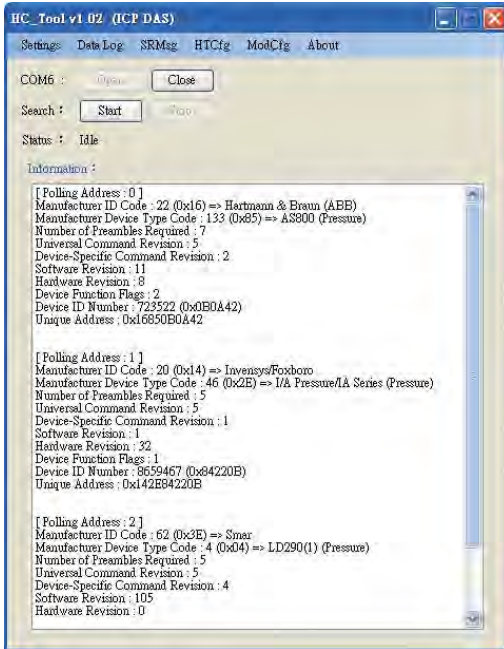 HC_Tool v1.02 (ICP DAS)
Settings Data Log SRMsg HTCfg ModCfg About
COM6 : Open Close
Search : Start Stop
Status : Idle
Information :
[ Polling Address : 0 ]
Manufacturer ID Code : 22 (0x16) => Hartmann & Braun (ABB)
Manufacturer Device Type Code : 133 (0x85) => AS800 (Pressure)
Number of Preambles Required : 7
Universal Command Revision : 5
Device-Specific Command Revision : 2
Software Revision : 11
Hardware Revision : 8
Device Function Flags : 2
Device ID Number : 723522 (0x0B0A42)
Unique Address : 0x16850B0A42
[ Polling Address : 1 ]
Manufacturer ID Code : 20 (0x14) => Invensys/Foxboro
Manufacturer Device Type Code : 46 (0x2E) => I/A Pressure/IA Series (Pressure)
Number of Preambles Required : 5
Universal Command Revision : 5
Device-Specific Command Revision : 1
Software Revision : 1
Hardware Revision : 32
Device Function Flags : 1
Device ID Number : 8659467 (0x84220B)
Unique Address : 0x142E84220B
[ Polling Address : 2 ]
Manufacturer ID Code : 62 (0x3E) => Smar
Manufacturer Device Type Code : 4 (0x04) => LD290(1) (Pressure)
Number of Preambles Required : 5
Universal Command Revision : 5
Device-Specific Command Revision : 4
Software Revision : 105
Hardware Revision : 0